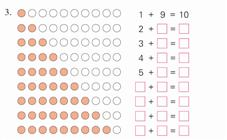 3.
1 + 9 = 10
2 + □ = □
3 + □ = □
4 + □ = □
5 + □ = □
□ + □ = □
□ + □ = □
□ + □ = □
□ + □ = □